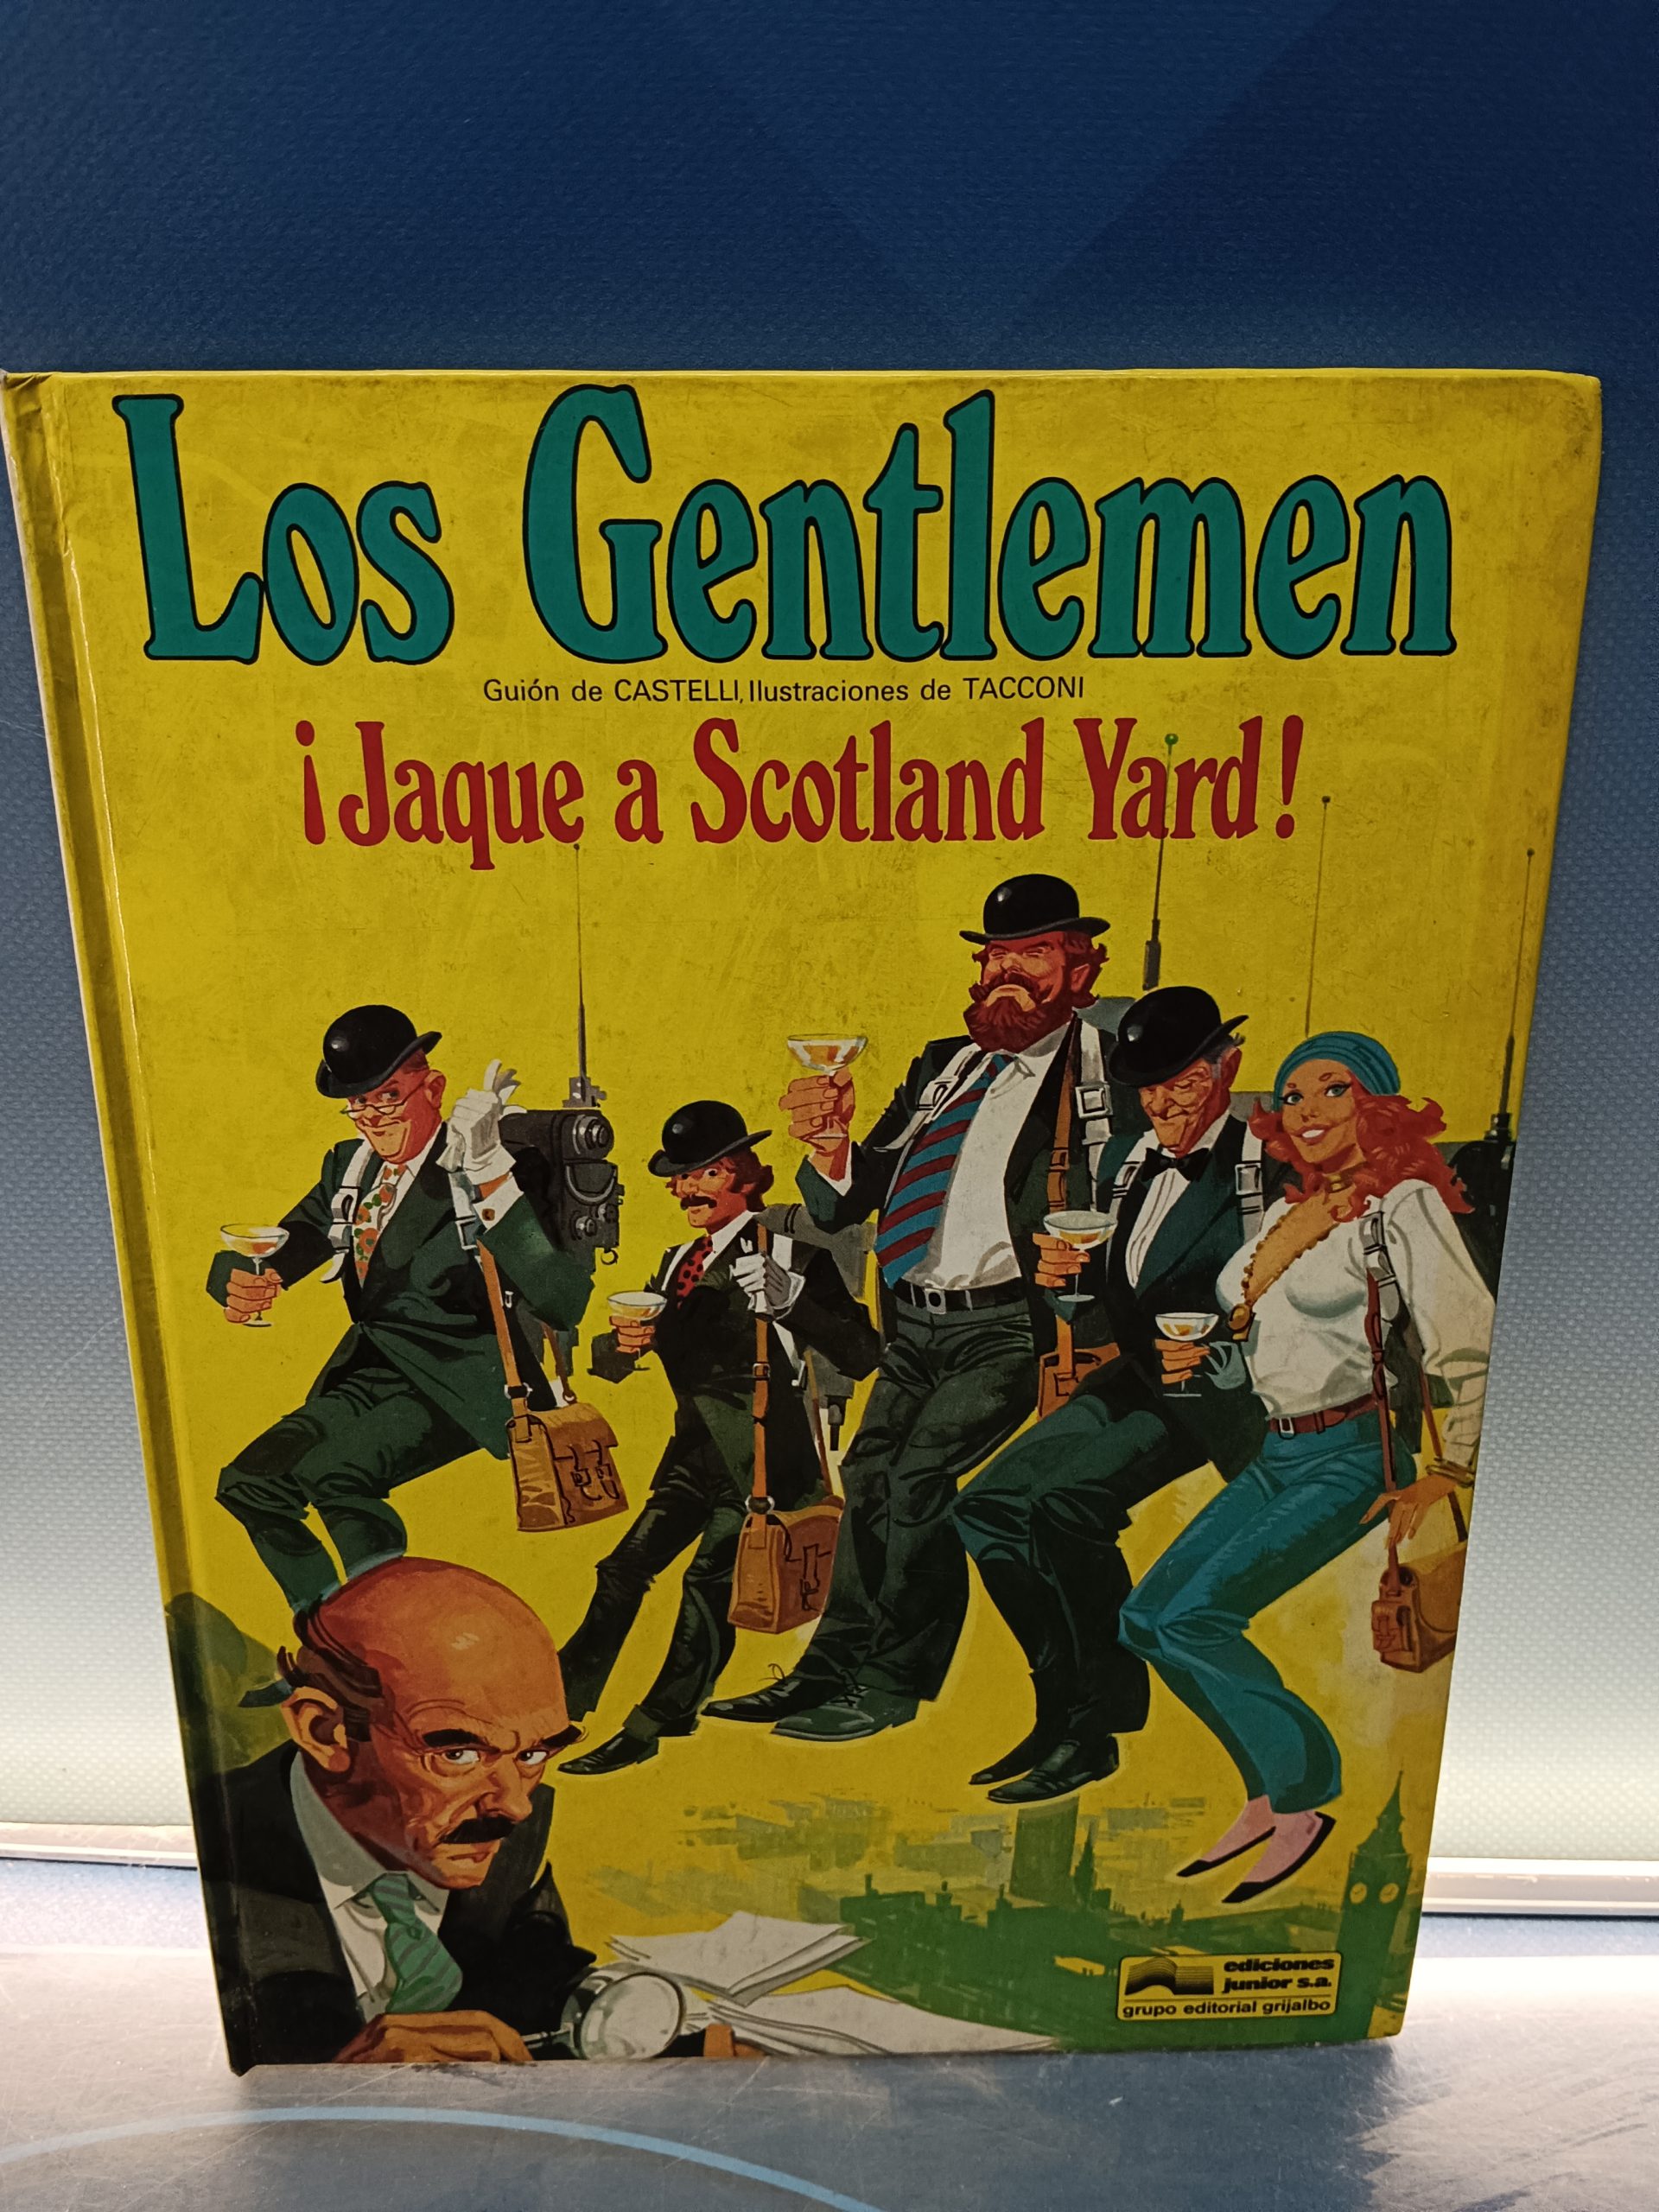 Los Gentlemen
Guión de CASTELLI, Ilustraciones de TACCONI
¡Jaque a Scotland Yard!
ediciones
junior s.a.
grupo editorial grijalbo